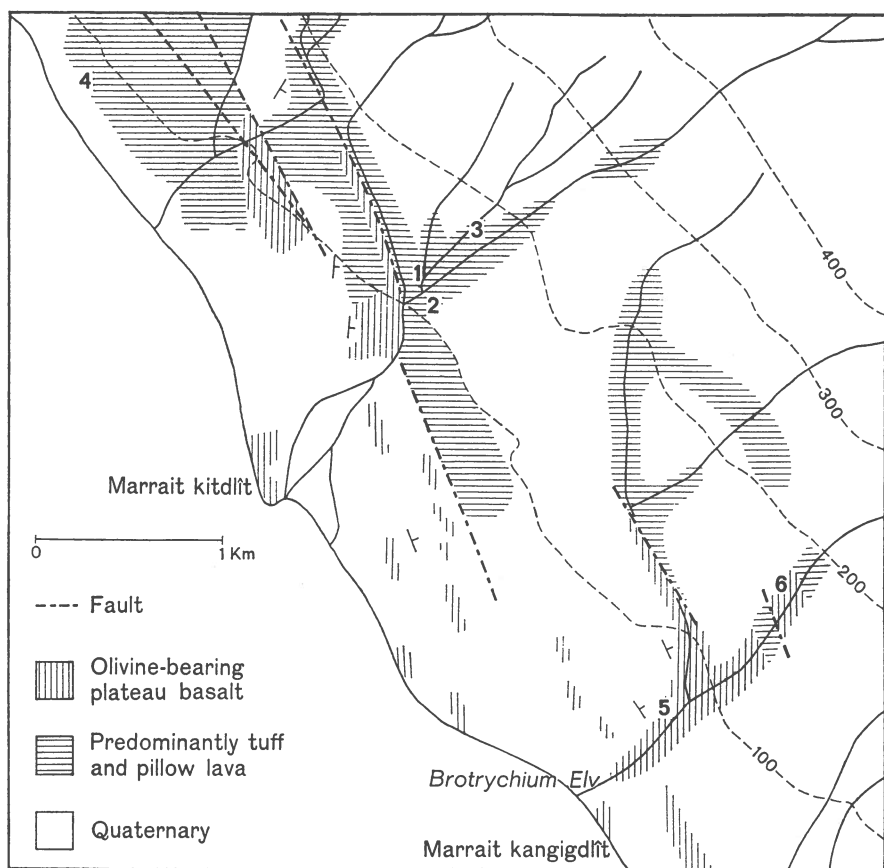 4
3
1
2
400
300
Marrait kitdlît
0 1 Km
200
6
Fault
Olivine-bearing
plateau basalt
5
100
Predominantly tuff
and pillow lava
Brotrychium Elv
Quaternary
Marrait kangigdlît